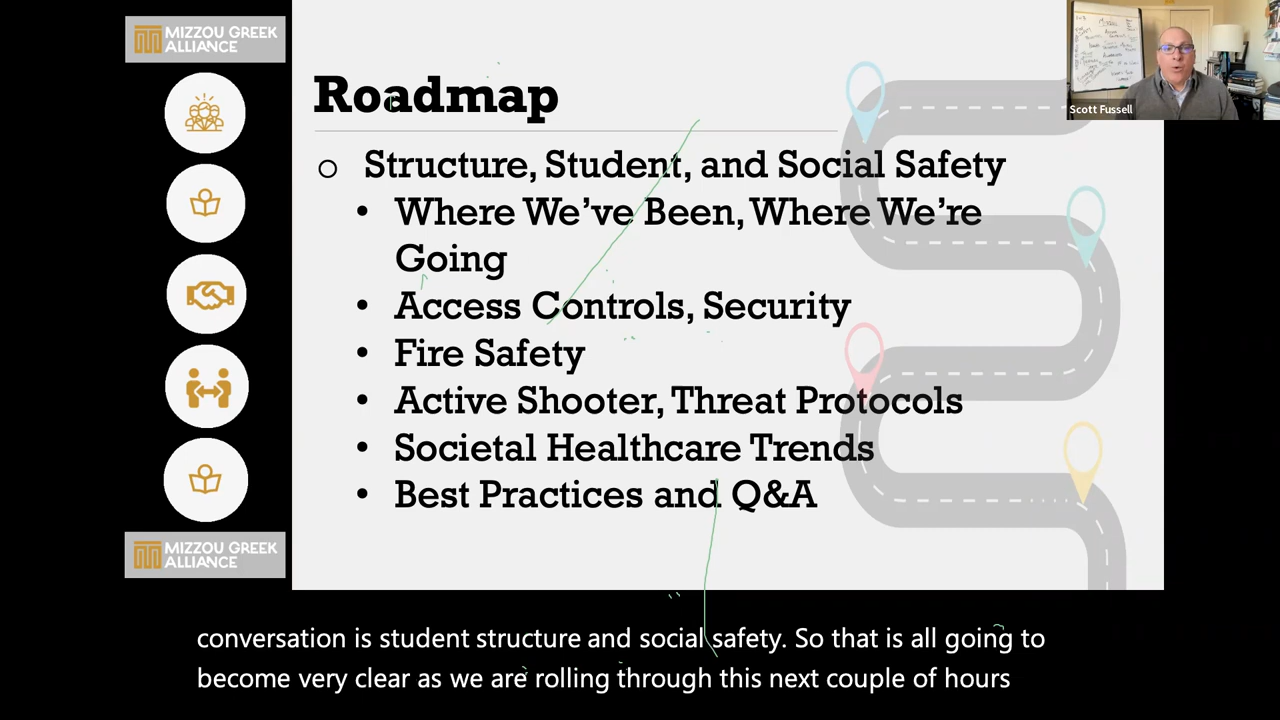 MIZZOU GREEK
ALLIANCE
Roadmap
Structure, Student, and Social Safety
Where We've Been, Where We're
Going
Access Controls, Security
Fire Safety
Active Shooter, Threat Protocols
Societal Healthcare Trends
Best Practices and Q&A
MIZZOU GREEK
ALLIANCE
Scott Fussell
conversation is student structure and social safety. So that is all going to
become very clear as we are rolling through this next couple of hours